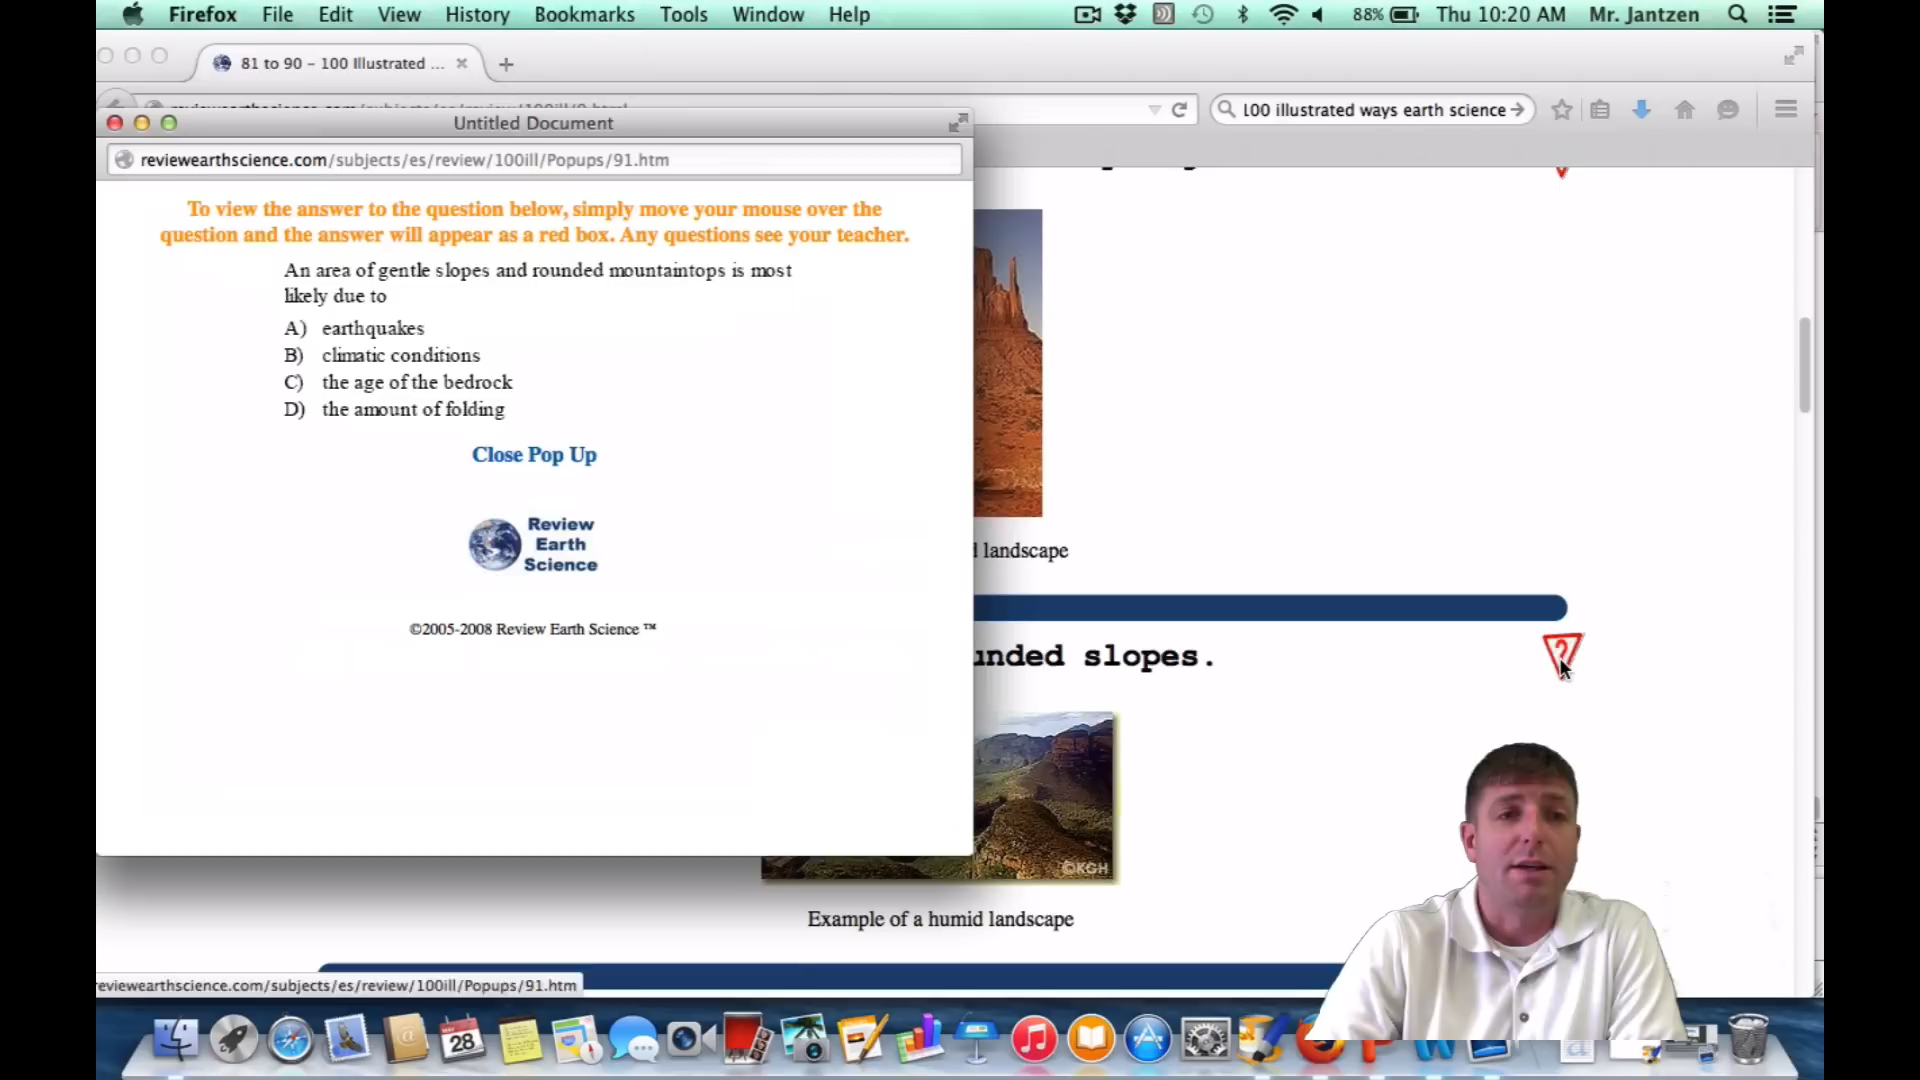 Firefox File Edit View History Bookmarks Tools Window Help 88% Thu 10:20 AM Mr. Jantzen
81 to 90 - 100 Illustrated ...
100 illustrated ways earth science
Untitled Document
reviewearthscience.com/subjects/es/review/100ill/Popups/91.htm
To view the answer to the question below, simply move your mouse over the
question and the answer will appear as a red box. Any questions see your teacher.
An area of gentle slopes and rounded mountaintops is most
likely due to
A) earthquakes
B) climatic conditions
C) the age of the bedrock
D) the amount of folding
Close Pop Up
Review
Earth
Science
©2005-2008 Review Earth Science ™
landscape
unded slopes.
?
©KGH
Example of a humid landscape
eviewearthscience.com/subjects/es/review/100ill/Popups/91.htm
28